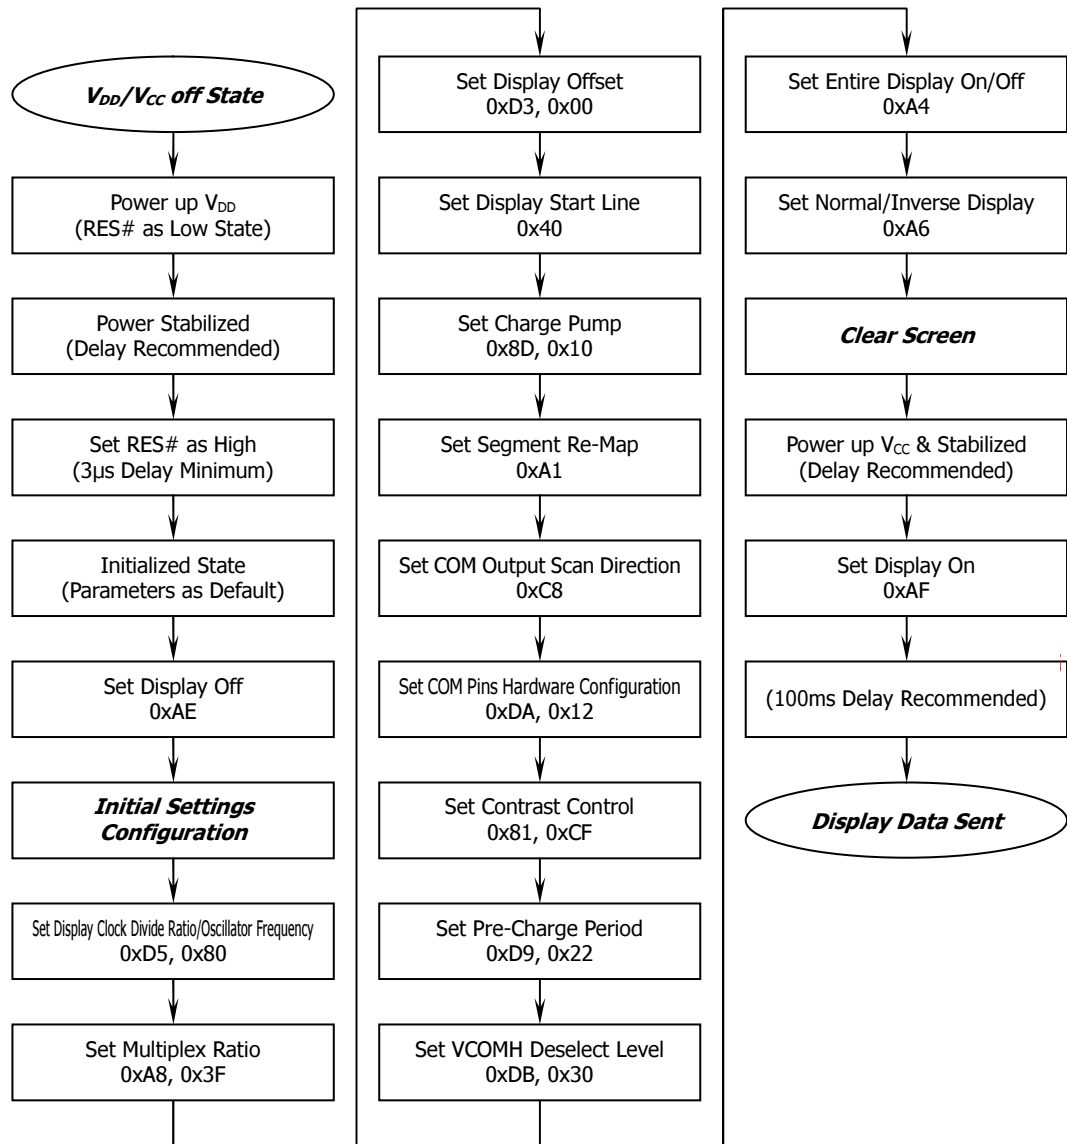 VDD/VCC off State
Power up VDD
(RES# as Low State)
Power Stabilized
(Delay Recommended)
Set RES# as High
(3µs Delay Minimum)
Initialized State
(Parameters as Default)
Set Display Off
0xAE
Initial Settings
Configuration
Set Display Clock Divide Ratio/Oscillator Frequency
0xD5, 0x80
Set Multiplex Ratio
0xA8, 0x3F
Set Display Offset
0xD3, 0x00
Set Display Start Line
0x40
Set Charge Pump
0x8D, 0x10
Set Segment Re-Map
0xA1
Set COM Output Scan Direction
0xC8
Set COM Pins Hardware Configuration
0xDA, 0x12
Set Contrast Control
0x81, 0xCF
Set Pre-Charge Period
0xD9, 0x22
Set VCOMH Deselect Level
0xDB, 0x30
Set Entire Display On/Off
0xA4
Set Normal/Inverse Display
0xA6
Clear Screen
Power up VCC & Stabilized
(Delay Recommended)
Set Display On
0xAF
(100ms Delay Recommended)
Display Data Sent